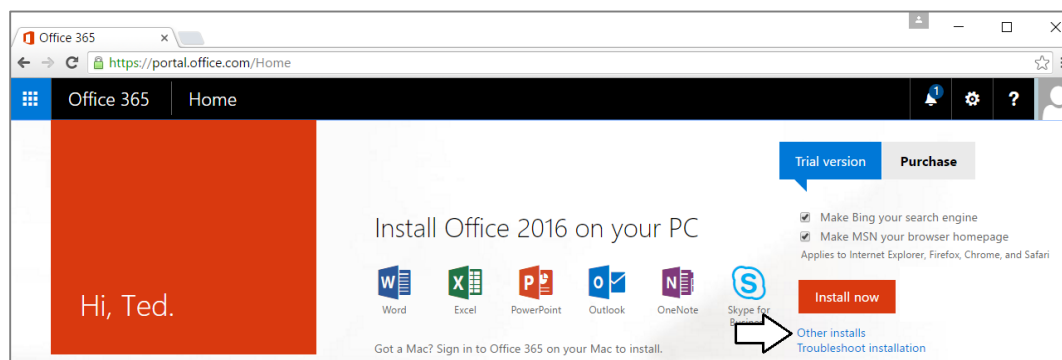 Office 365
https://portal.office.com/Home
Office 365 Home 1 ?
Trial version Purchase
Make Bing your search engine
Make MSN your browser homepage
Applies to Internet Explorer, Firefox, Chrome, and Safari
Install Office 2016 on your PC
Hi, Ted.
Word Excel PowerPoint Outlook OneNote Skype for
Business
Install now
Other installs
Troubleshoot installation
Got a Mac? Sign in to Office 365 on your Mac to install.